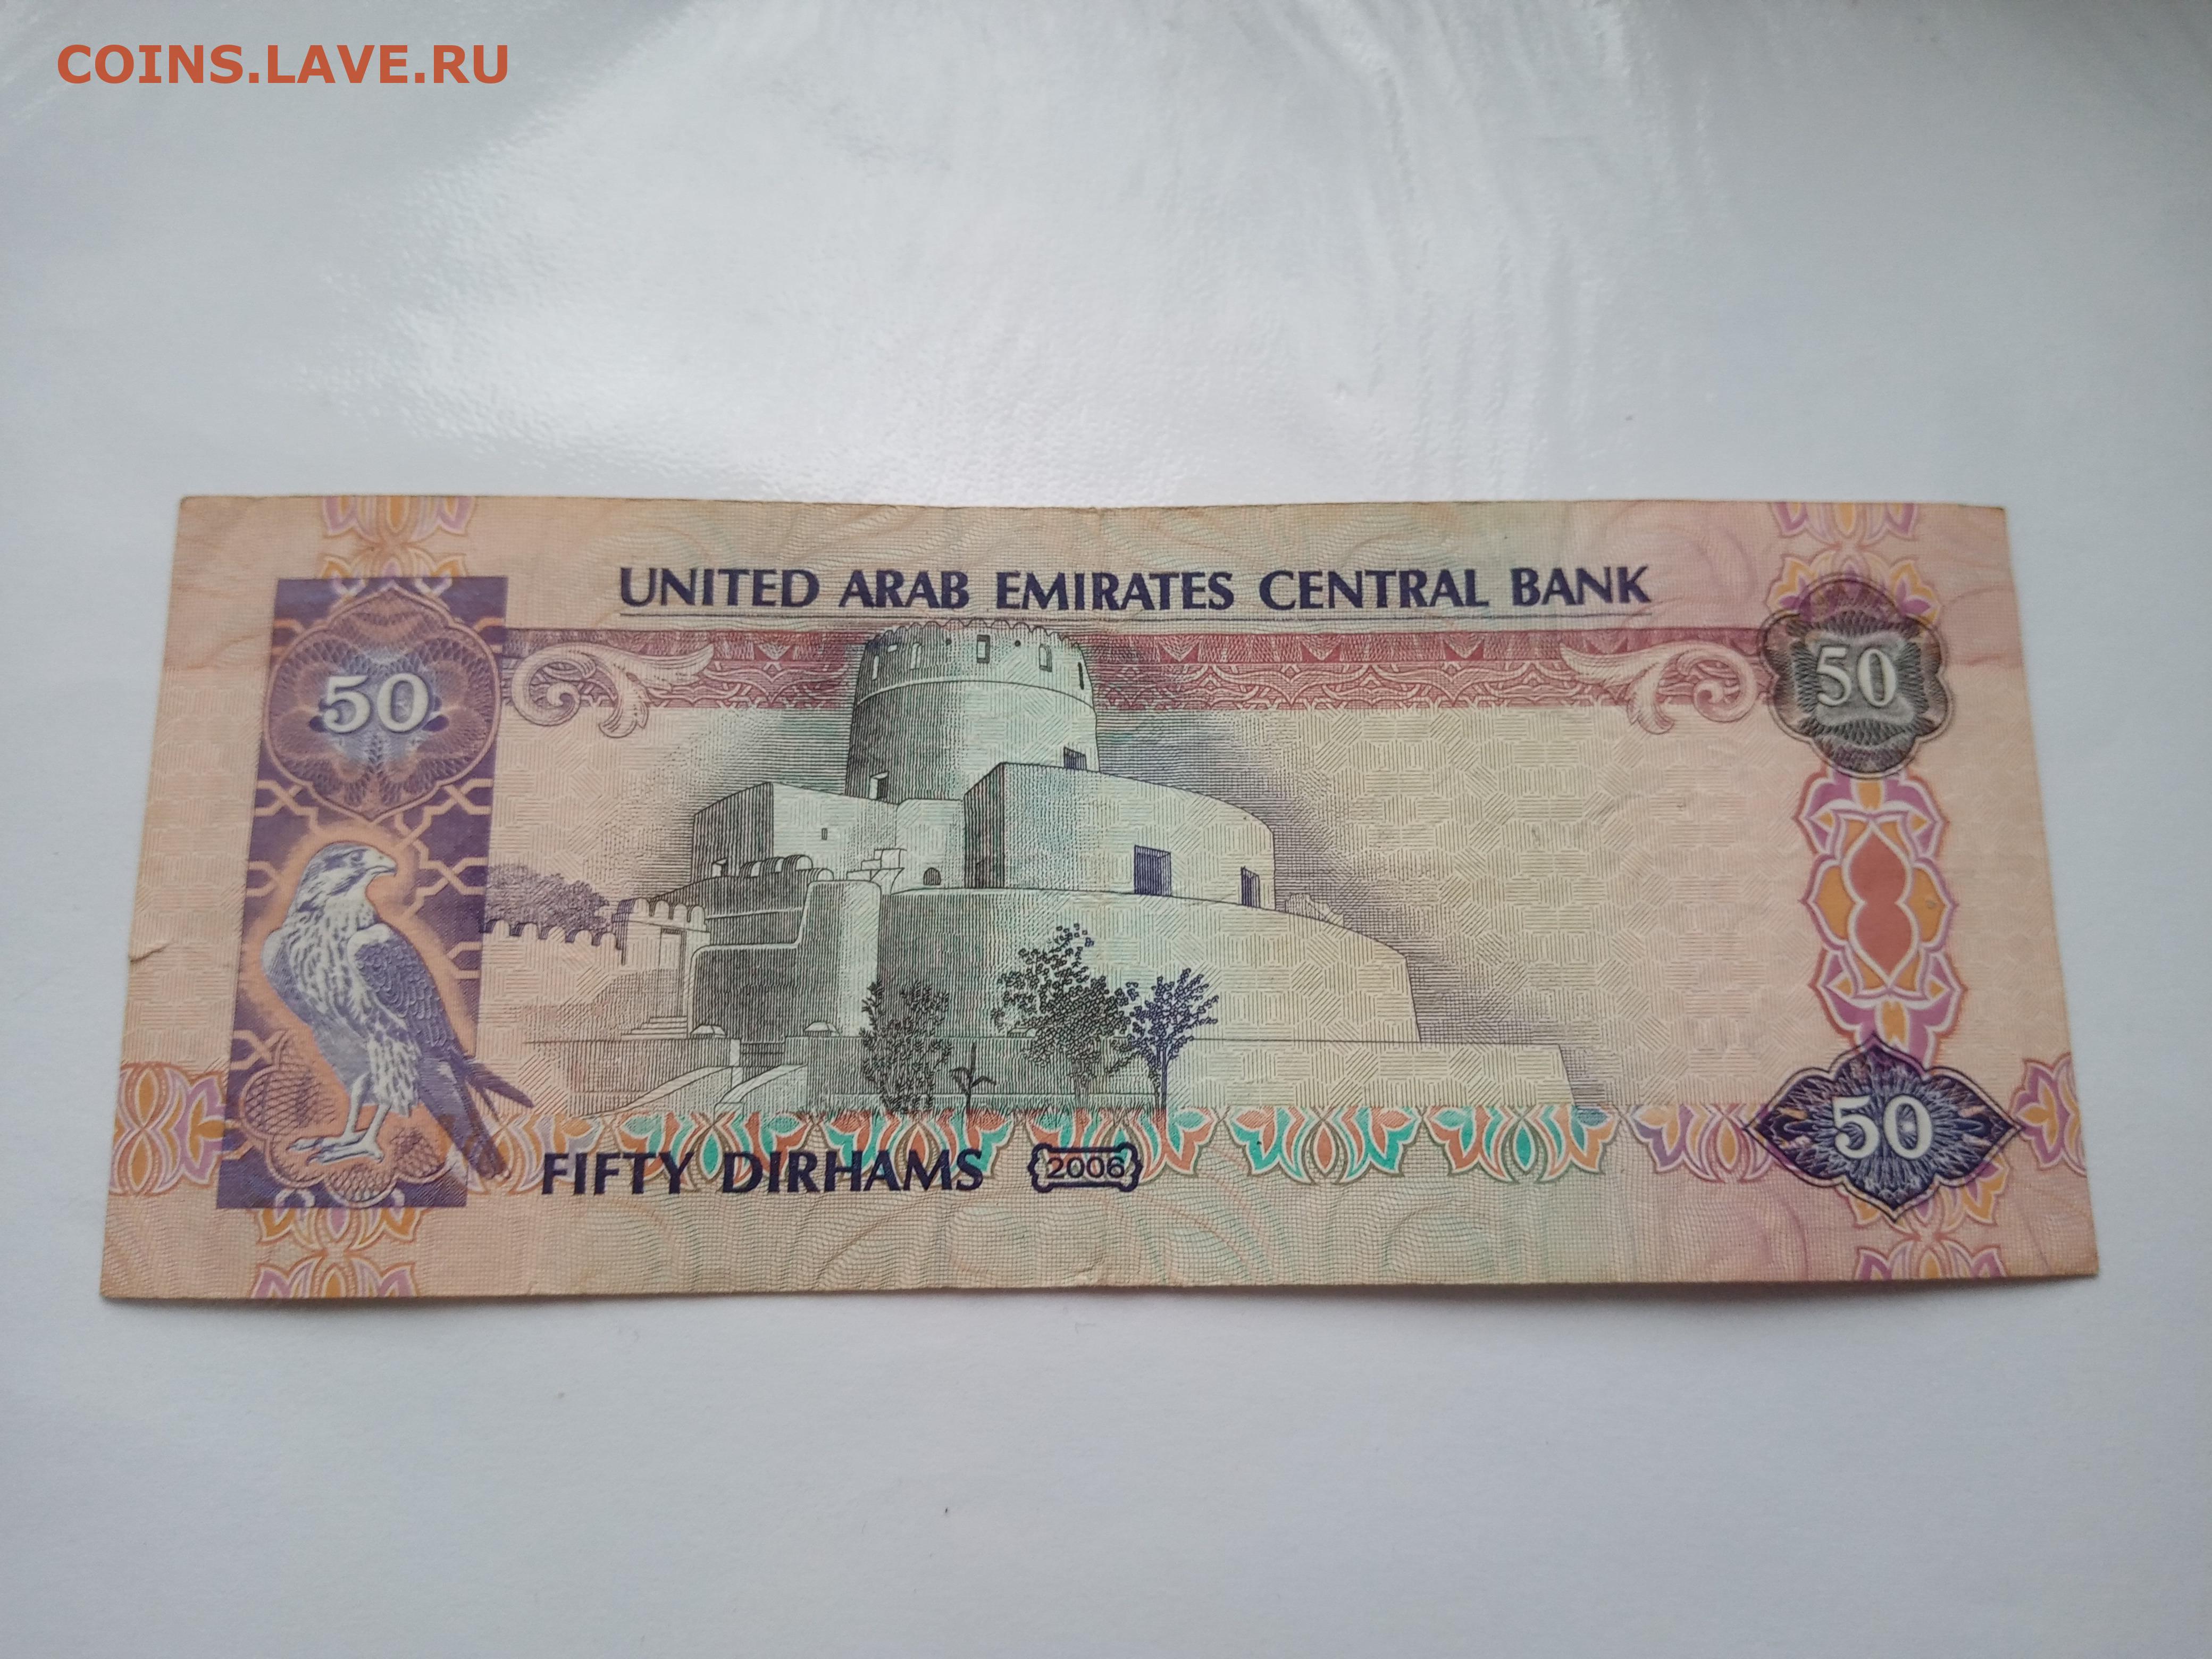 COINS.LAVE.RU
UNITED ARAB EMIRATES CENTRAL BANK
50
50
50
FIFTY DIRHAMS 2006